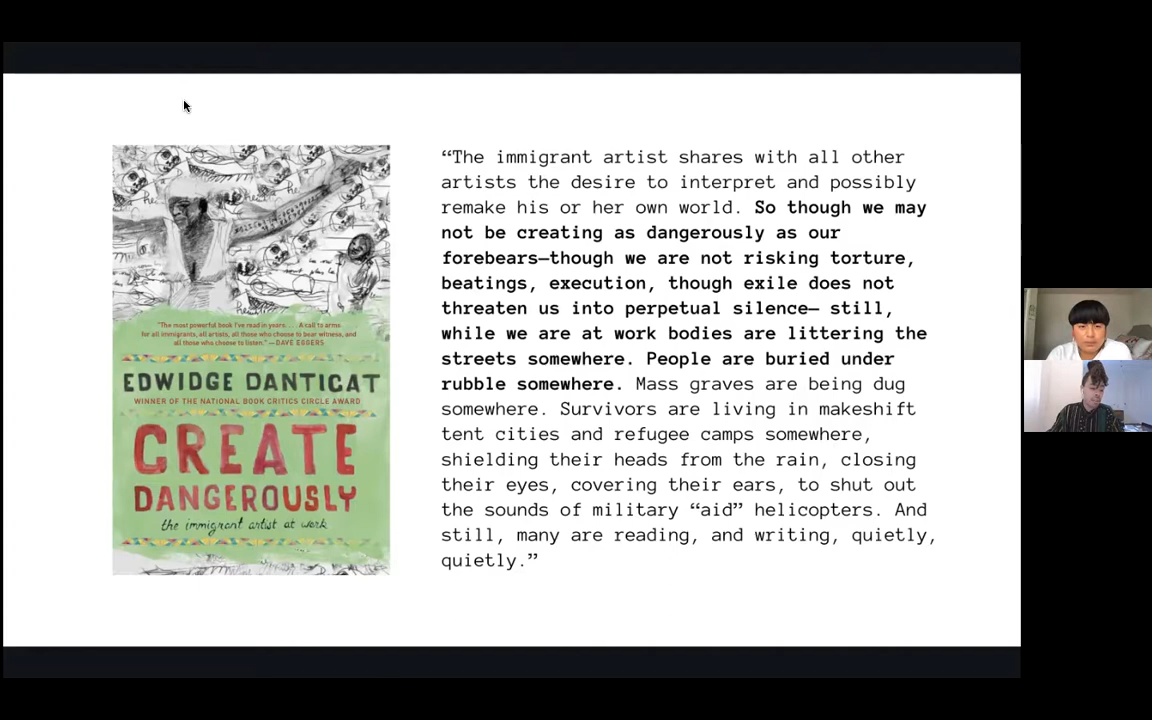 "The most powerful book I've read in years. . . . A call to arms
for all immigrants, all artists, all those who choose to bear witness, and
all those who choose to listen." —DAVE EGGERS
EDWIDGE DANTICAT
WINNER OF THE NATIONAL BOOK CRITICS CIRCLE AWARD
CREATE
DANGEROUSLY
the immigrant artist at work
“The immigrant artist shares with all other
artists the desire to interpret and possibly
remake his or her own world. So though we may
not be creating as dangerously as our
forebears—though we are not risking torture,
beatings, execution, though exile does not
threaten us into perpetual silence— still,
while we are at work bodies are littering the
streets somewhere. People are buried under
rubble somewhere. Mass graves are being dug
somewhere. Survivors are living in makeshift
tent cities and refugee camps somewhere,
shielding their heads from the rain, closing
their eyes, covering their ears, to shut out
the sounds of military “aid” helicopters. And
still, many are reading, and writing, quietly,
quietly.”